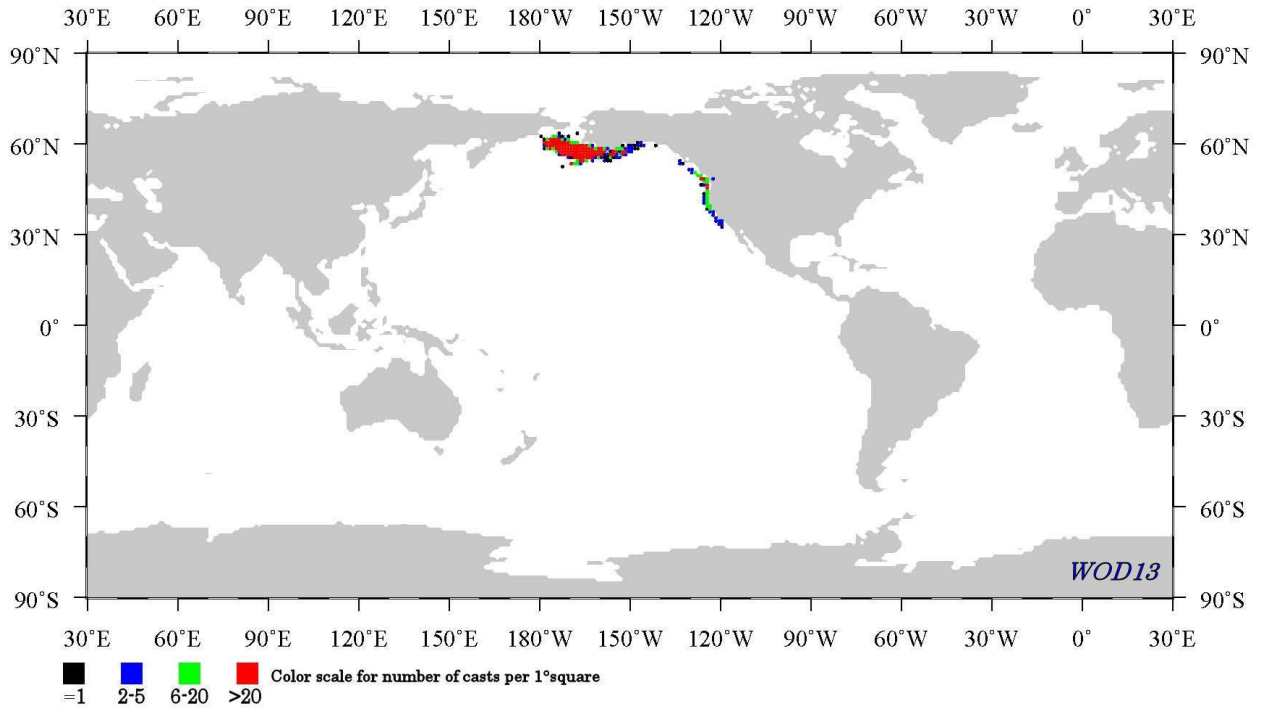 30°E 60°E 90°E 120°E 150°E 180°W 150°W 120°W 90°W 60°W 30°W 0° 30°E
90°N 90°N
60°N 60°N
30°N 30°N
0° 0°
30°S 30°S
60°S 60°S
WOD13
90°S 90°S
30°E 60°E 90°E 120°E 150°E 180°W 150°W 120°W 90°W 60°W 30°W 0° 30°E
Color scale for number of casts per 1°square
=1 2-5 6-20 >20